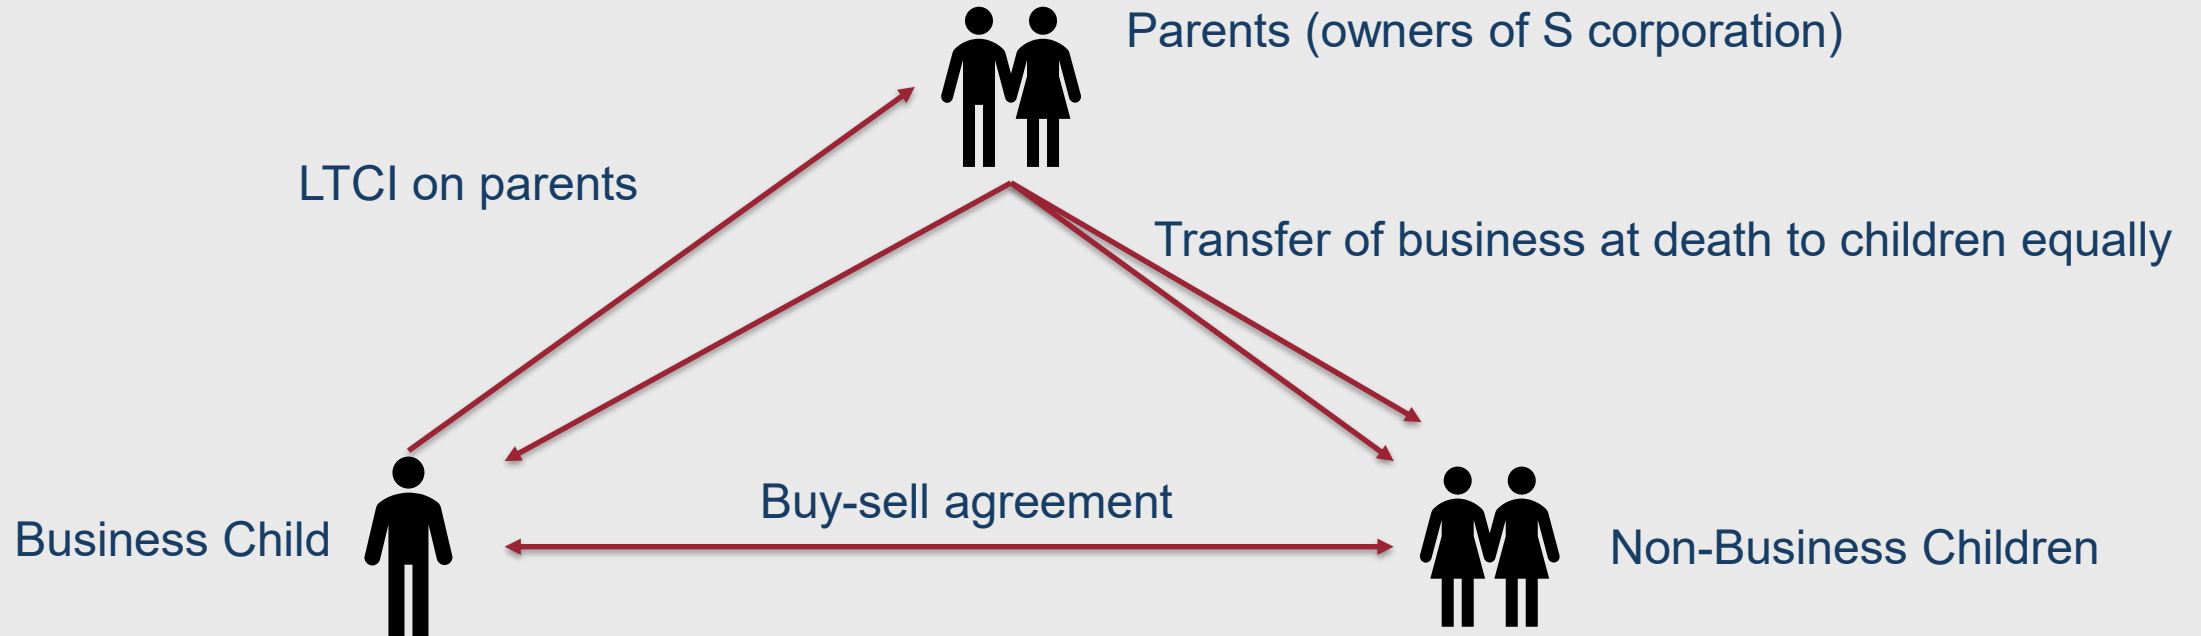 Parents (owners of S corporation)
LTCI on parents
Transfer of business at death to children equally
Buy-sell agreement
Business Child
Non-Business Children